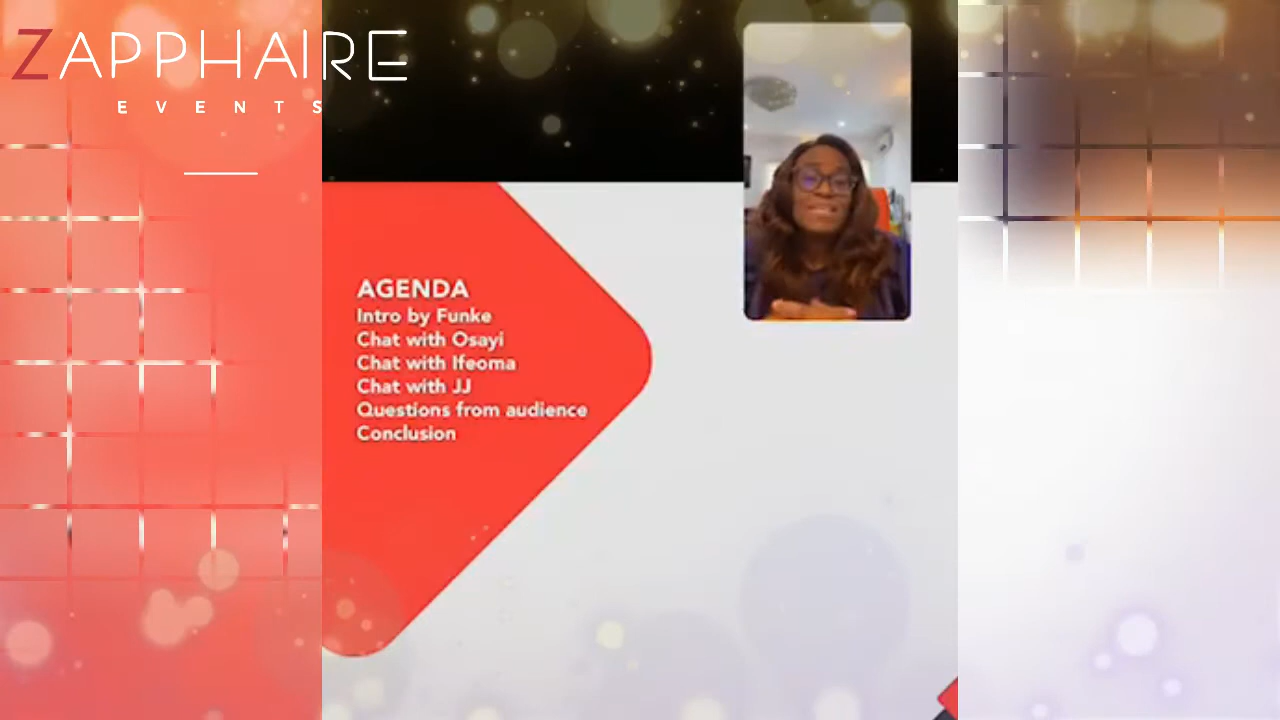 ZAPPHAIRE
EVENTS
AGENDA
Intro by Funke
Chat with Osayi
Chat with Ifeoma
Chat with JJ
Questions from audience
Conclusion